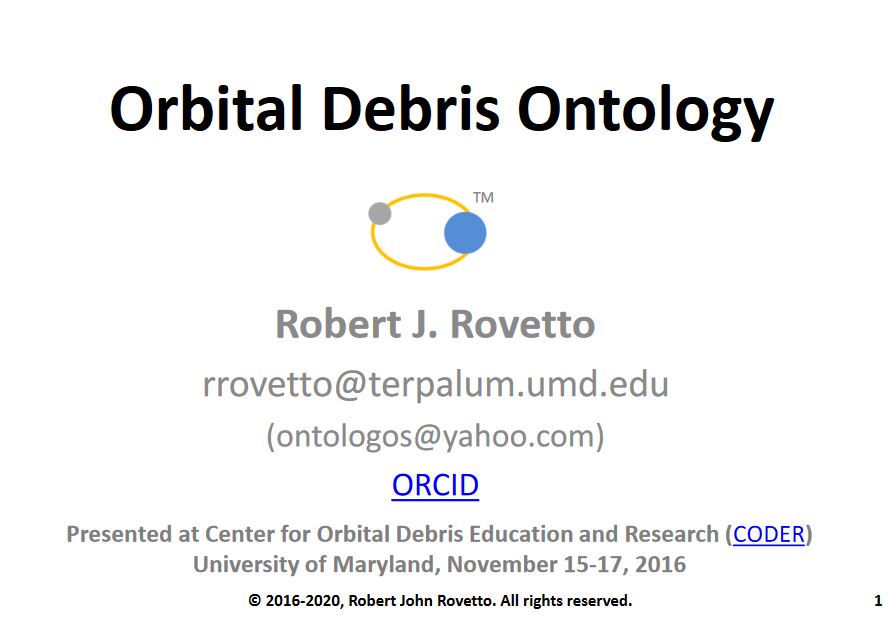 Orbital Debris Ontology
TM
Robert J. Rovetto
rrovetto@terpalum.umd.edu
(ontologos@yahoo.com)
ORCID
Presented at Center for Orbital Debris Education and Research (CODER)
University of Maryland, November 15-17, 2016
© 2016-2020, Robert John Rovetto. All rights reserved.
1